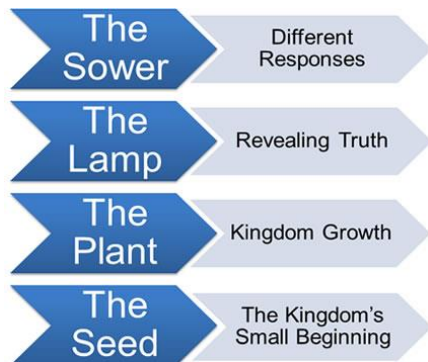 The
Sower
Different
Responses
The
Lamp
Revealing Truth
The
Plant
Kingdom Growth
The
Seed
The Kingdom's
Small Beginning